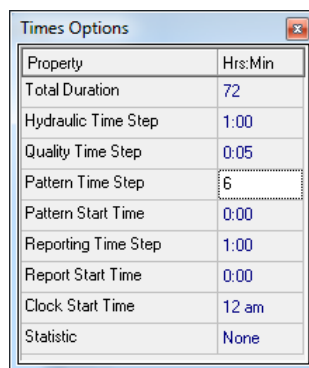 Times Options
Property Hrs:Min
Total Duration 72
Hydraulic Time Step 1:00
Quality Time Step 0:05
Pattern Time Step 6
Pattern Start Time 0:00
Reporting Time Step 1:00
Report Start Time 0:00
Clock Start Time 12 am
Statistic None